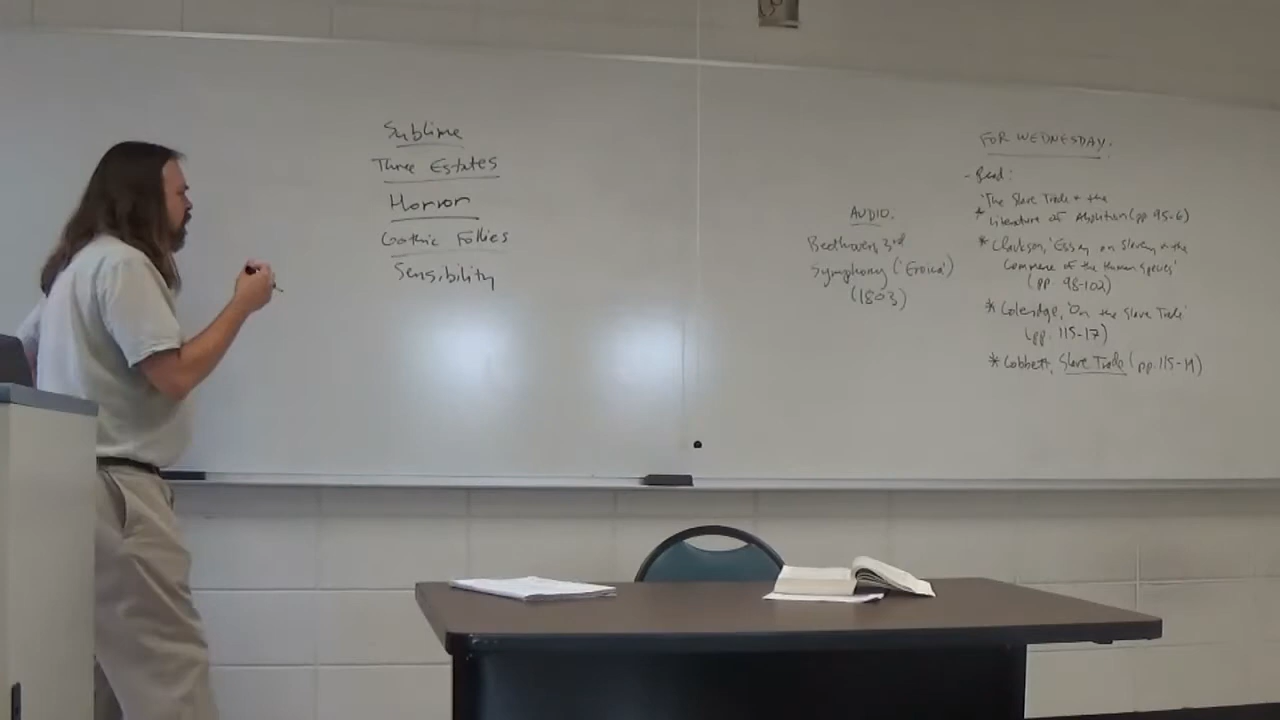 Sublime
Three Estates
Horror
Gothic Follies
Sensibility
AUDIO.
Beethoven, 3rd
Symphony ('Eroica')
(1803)
FOR WEDNESDAY.
- Read:
* 'The Slave Trade & the
Literature of Abolition (pp. 95-6)
* Clarkson, 'Essay on Slavery & the
Commerce of the Human Species'
(pp. 98-102)
* Coleridge, 'On the Slave Trade'
(pp. 115-17)
* Cobbett, Slave Trade (pp.